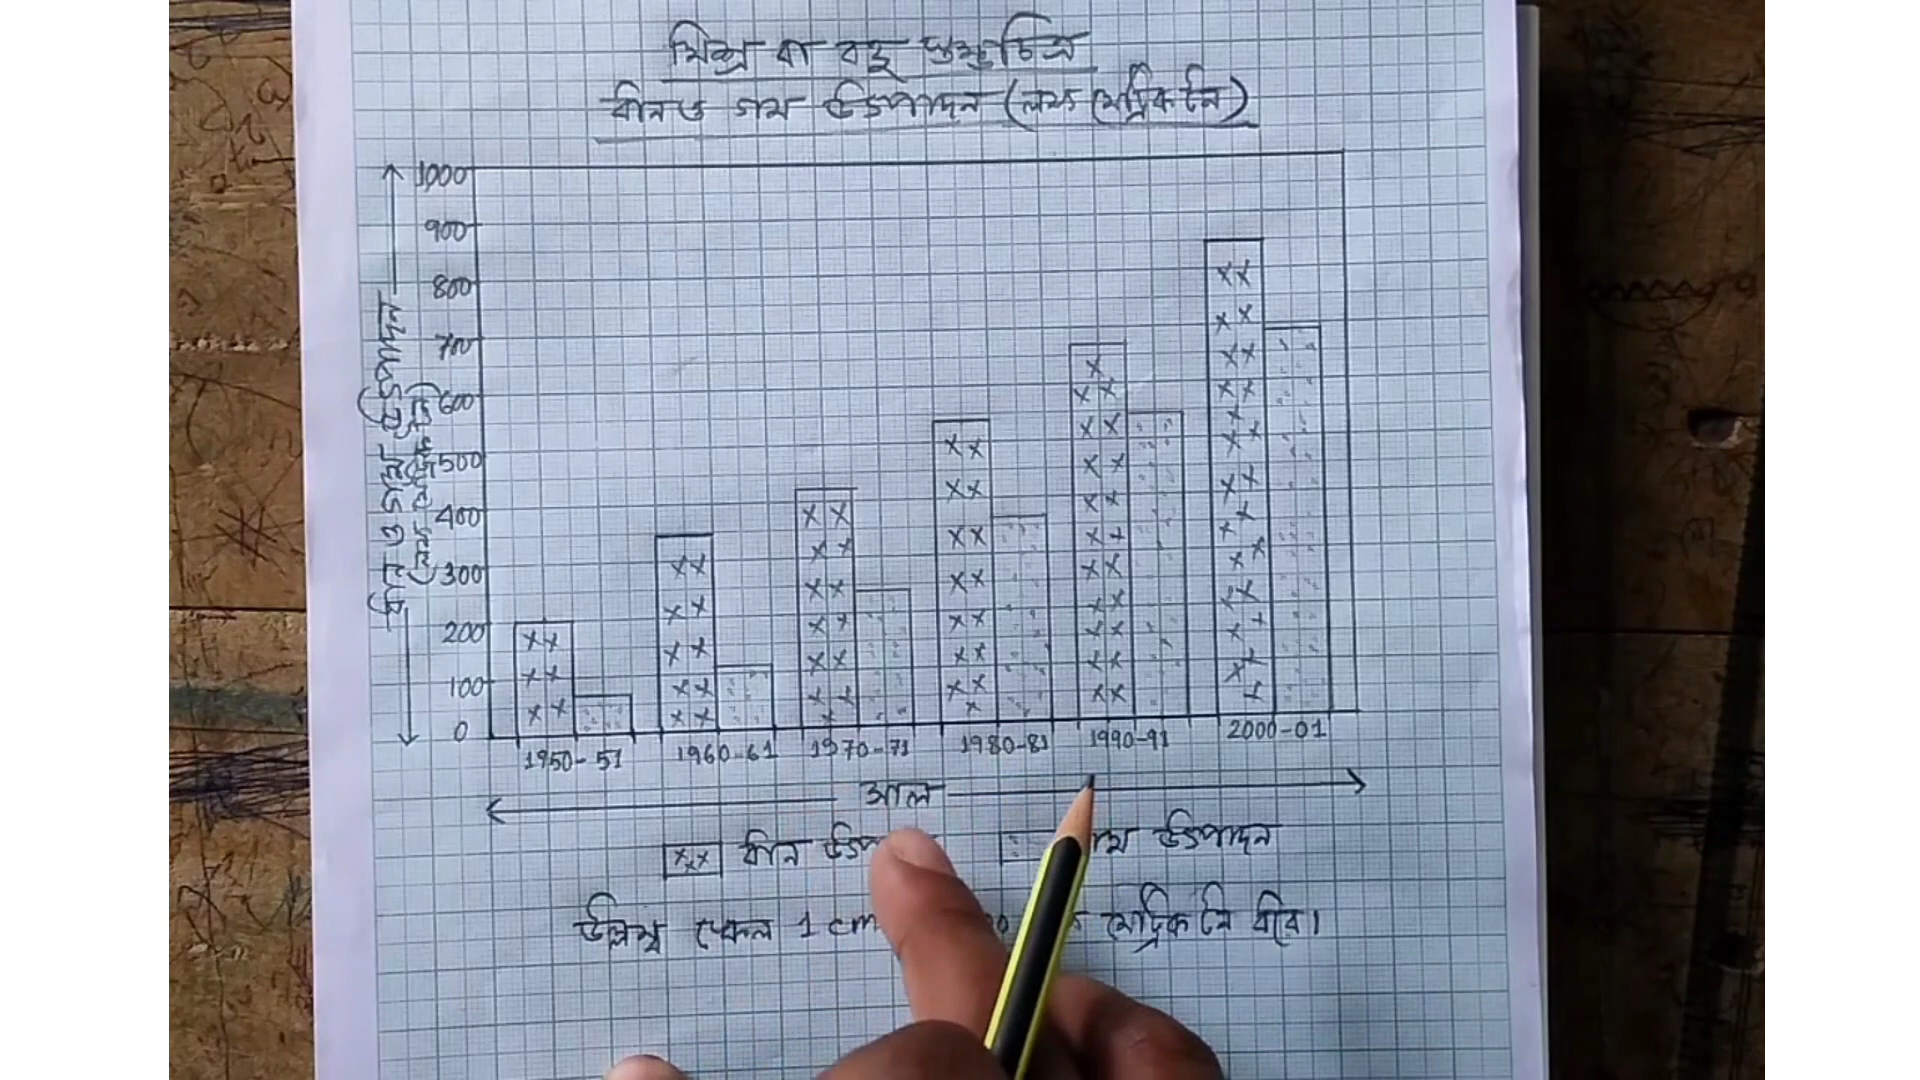 মিশ্র বা বহু স্তম্ভচিত্র
ধান ও গম উৎপাদন (লক্ষ মেট্রিক টন)
1000
900
800
700
600
500
400
300
200
100
0
ধান ও গমের উৎপাদন
(লক্ষ মেট্রিক টন)
1950-51 1960-61 1970-71 1980-81 1990-91 2000-01
সাল
ধান উৎপাদন
উল্লম্ব স্কেল 1 cm মেট্রিক টন ধরে।